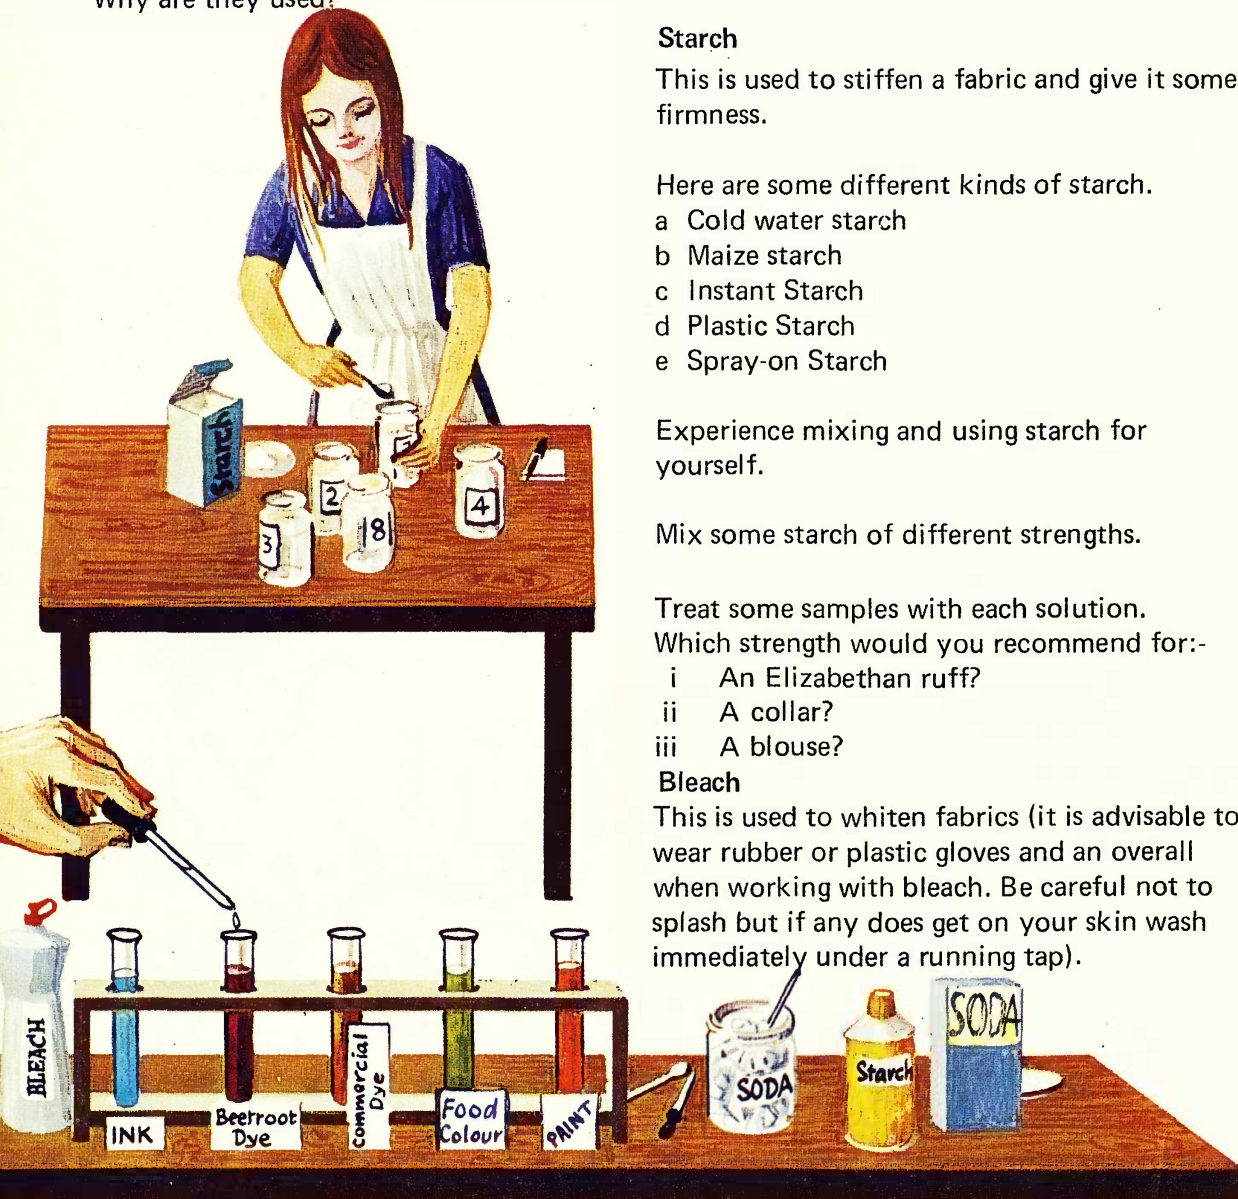 Why are they used?
Starch
This is used to stiffen a fabric and give it some
firmness.
Here are some different kinds of starch.
a Cold water starch
b Maize starch
c Instant Starch
d Plastic Starch
e Spray-on Starch
Experience mixing and using starch for
yourself.
Mix some starch of different strengths.
Treat some samples with each solution.
Which strength would you recommend for:-
i An Elizabethan ruff?
ii A collar?
iii A blouse?
Bleach
This is used to whiten fabrics (it is advisable to
wear rubber or plastic gloves and an overall
when working with bleach. Be careful not to
splash but if any does get on your skin wash
immediately under a running tap).
Starch
2
3
8
4
BLEACH
INK
Beetroot
Dye
Commercial
Dye
Food
Colour
PAINT
SODA
Starch
SODA